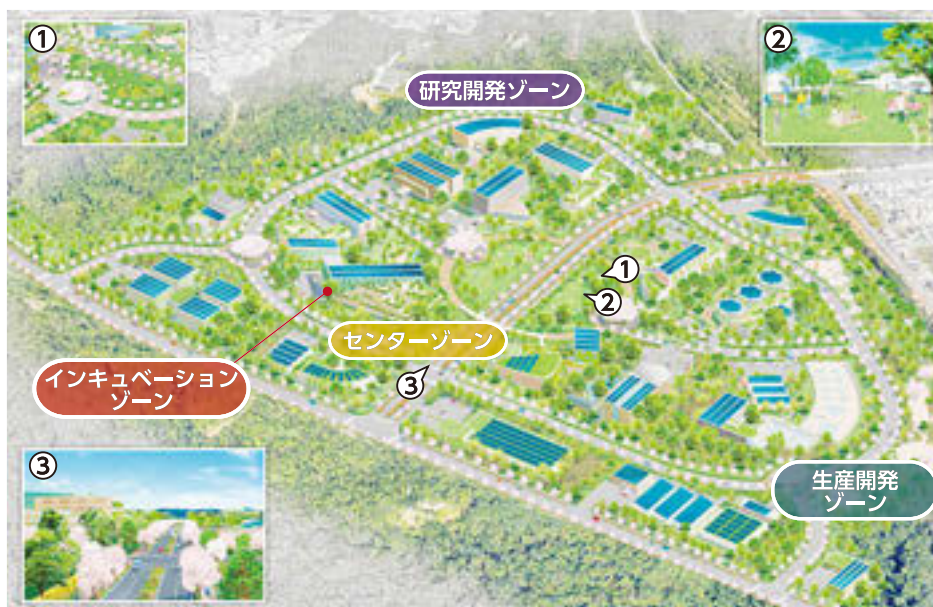 ①
②
研究開発ゾーン
①
②
センターゾーン
インキュベーション
ゾーン
③
③
生産開発
ゾーン